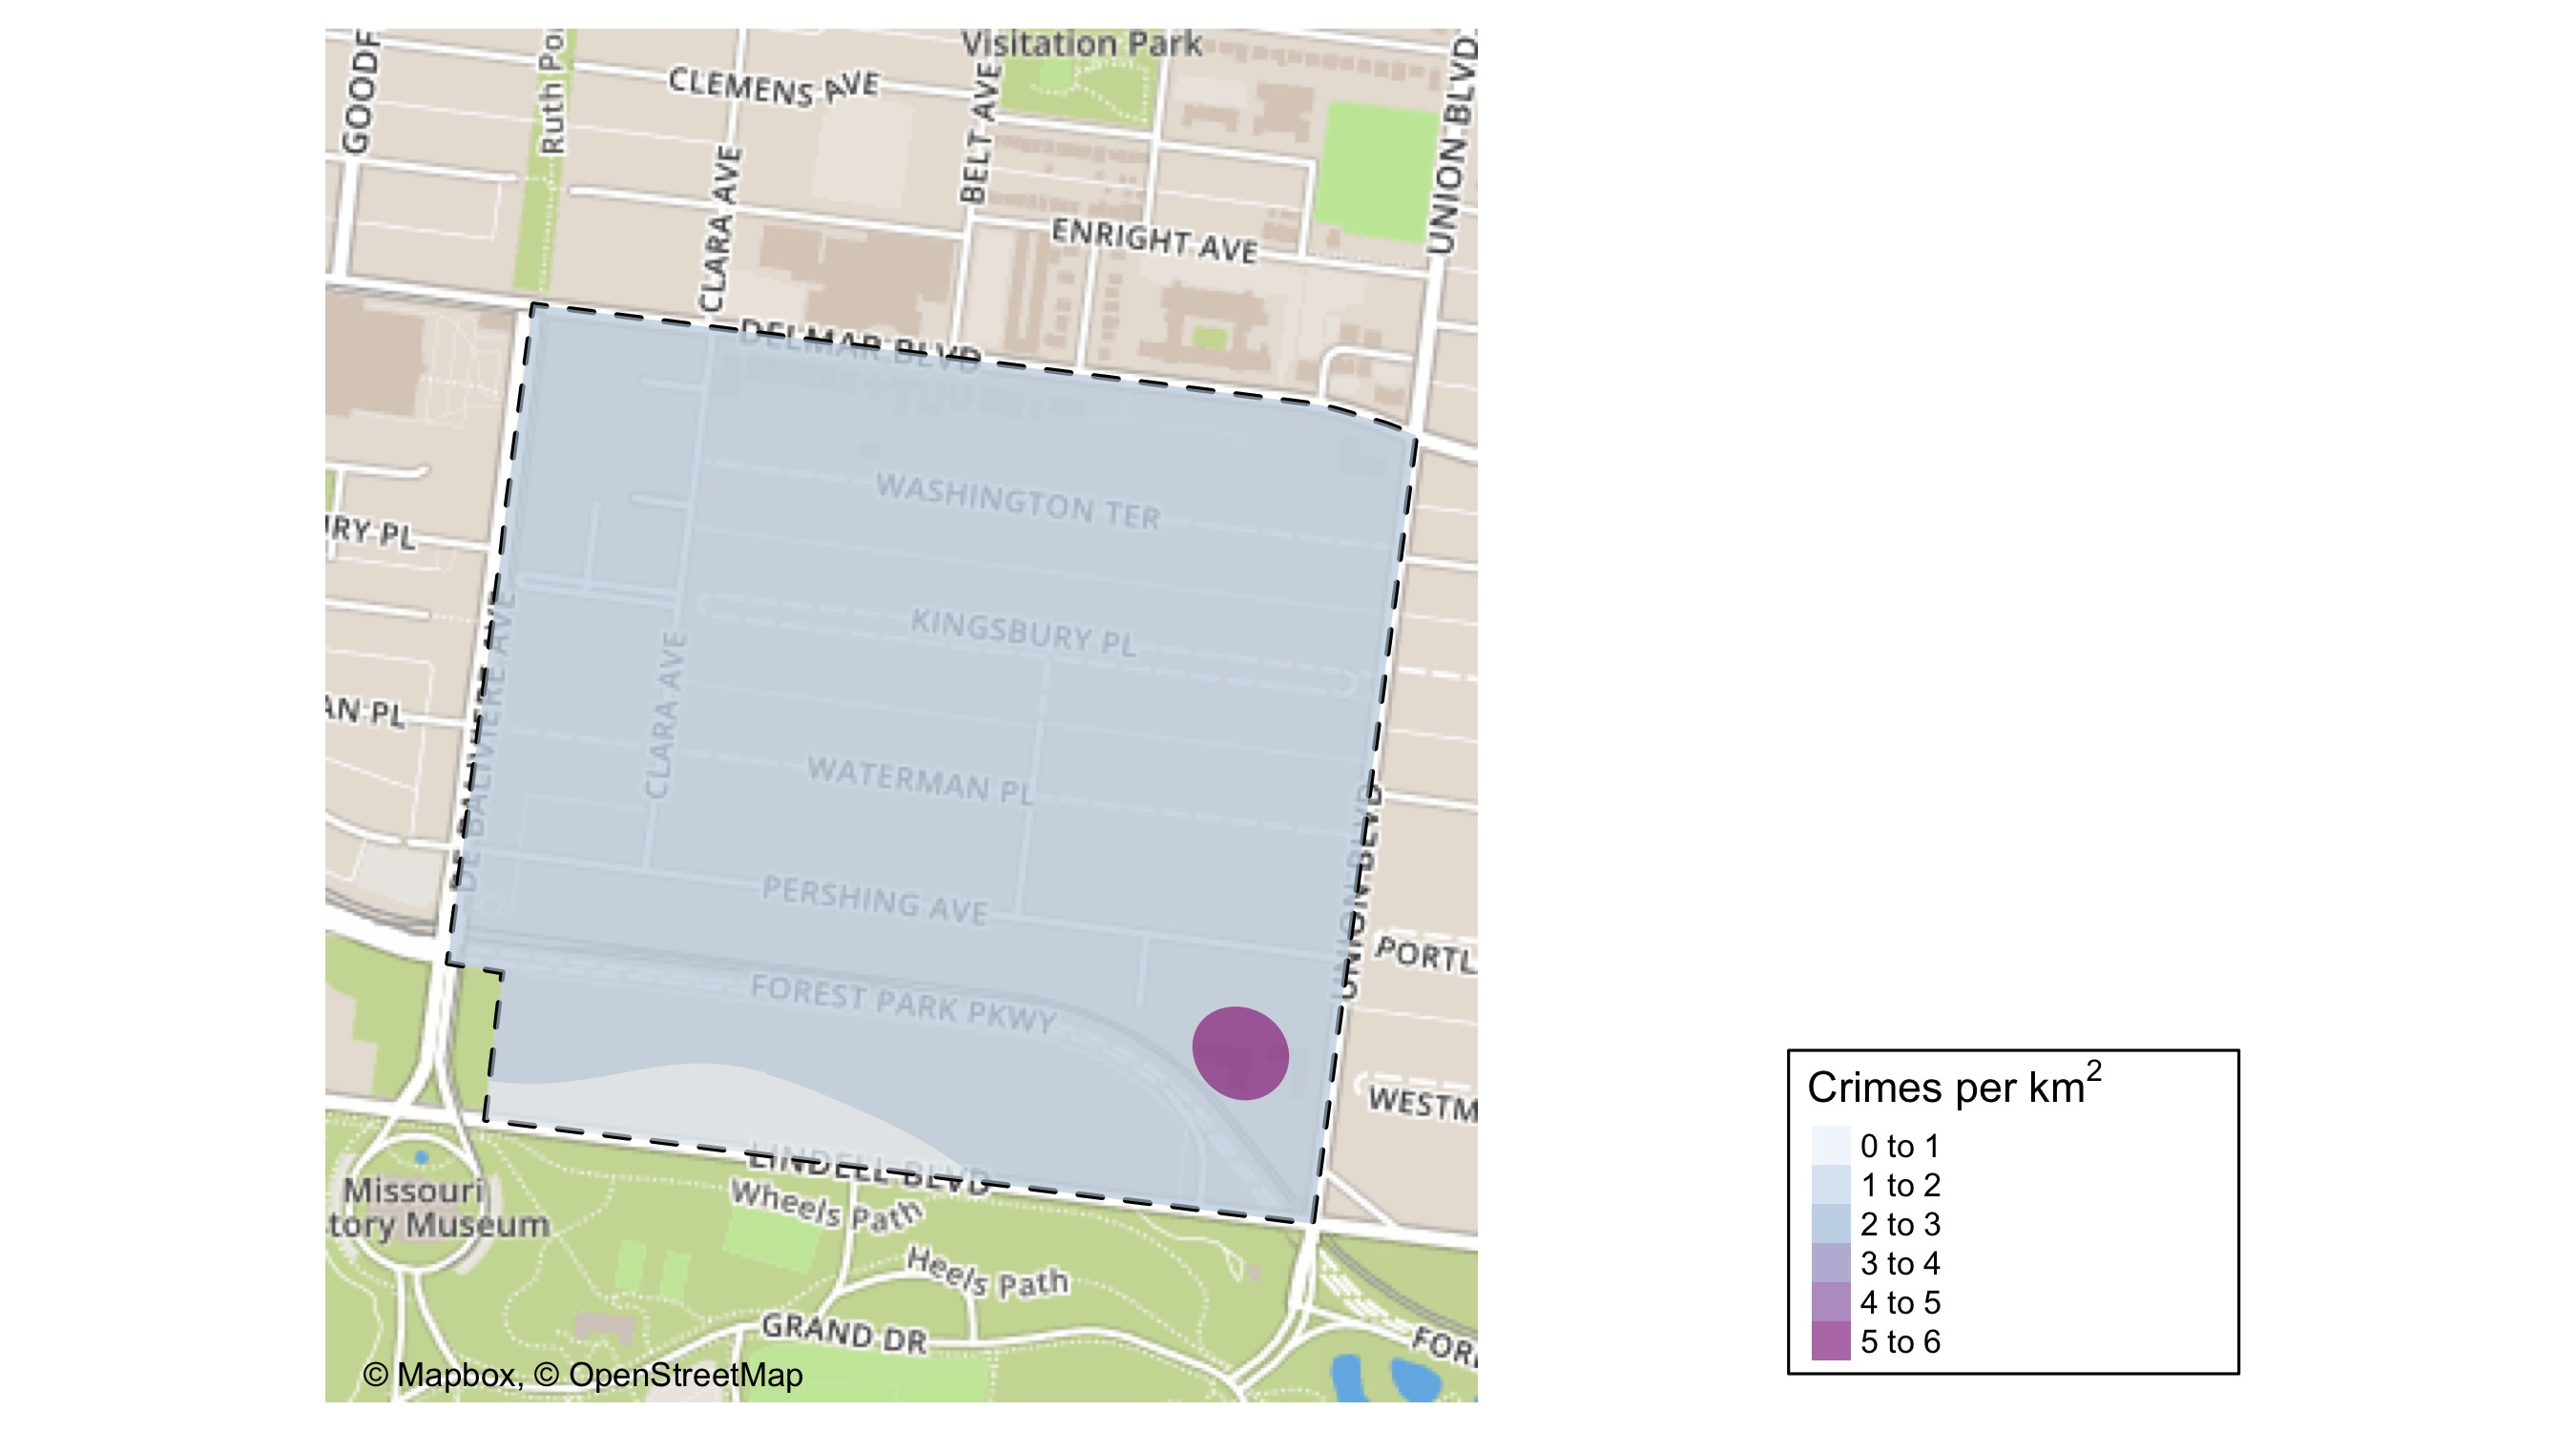 Visitation Park
GOODF
Ruth Po
CLEMENS AVE
BELT AVE
UNION BLVD
CLARA AVE
ENRIGHT AVE
DELMAR BLVD
WASHINGTON TER
RY PL
KINGSBURY PL
DE BALIVIERE AVE
CLARA AVE
AN PL
WATERMAN PL
UNION BLVD
PERSHING AVE
PORTL
FOREST PARK PKWY
WESTM
LINDELL BLVD
Missouri
tory Museum
Wheels Path
Heels Path
GRAND DR
FOR
© Mapbox, © OpenStreetMap
Crimes per km²
0 to 1
1 to 2
2 to 3
3 to 4
4 to 5
5 to 6